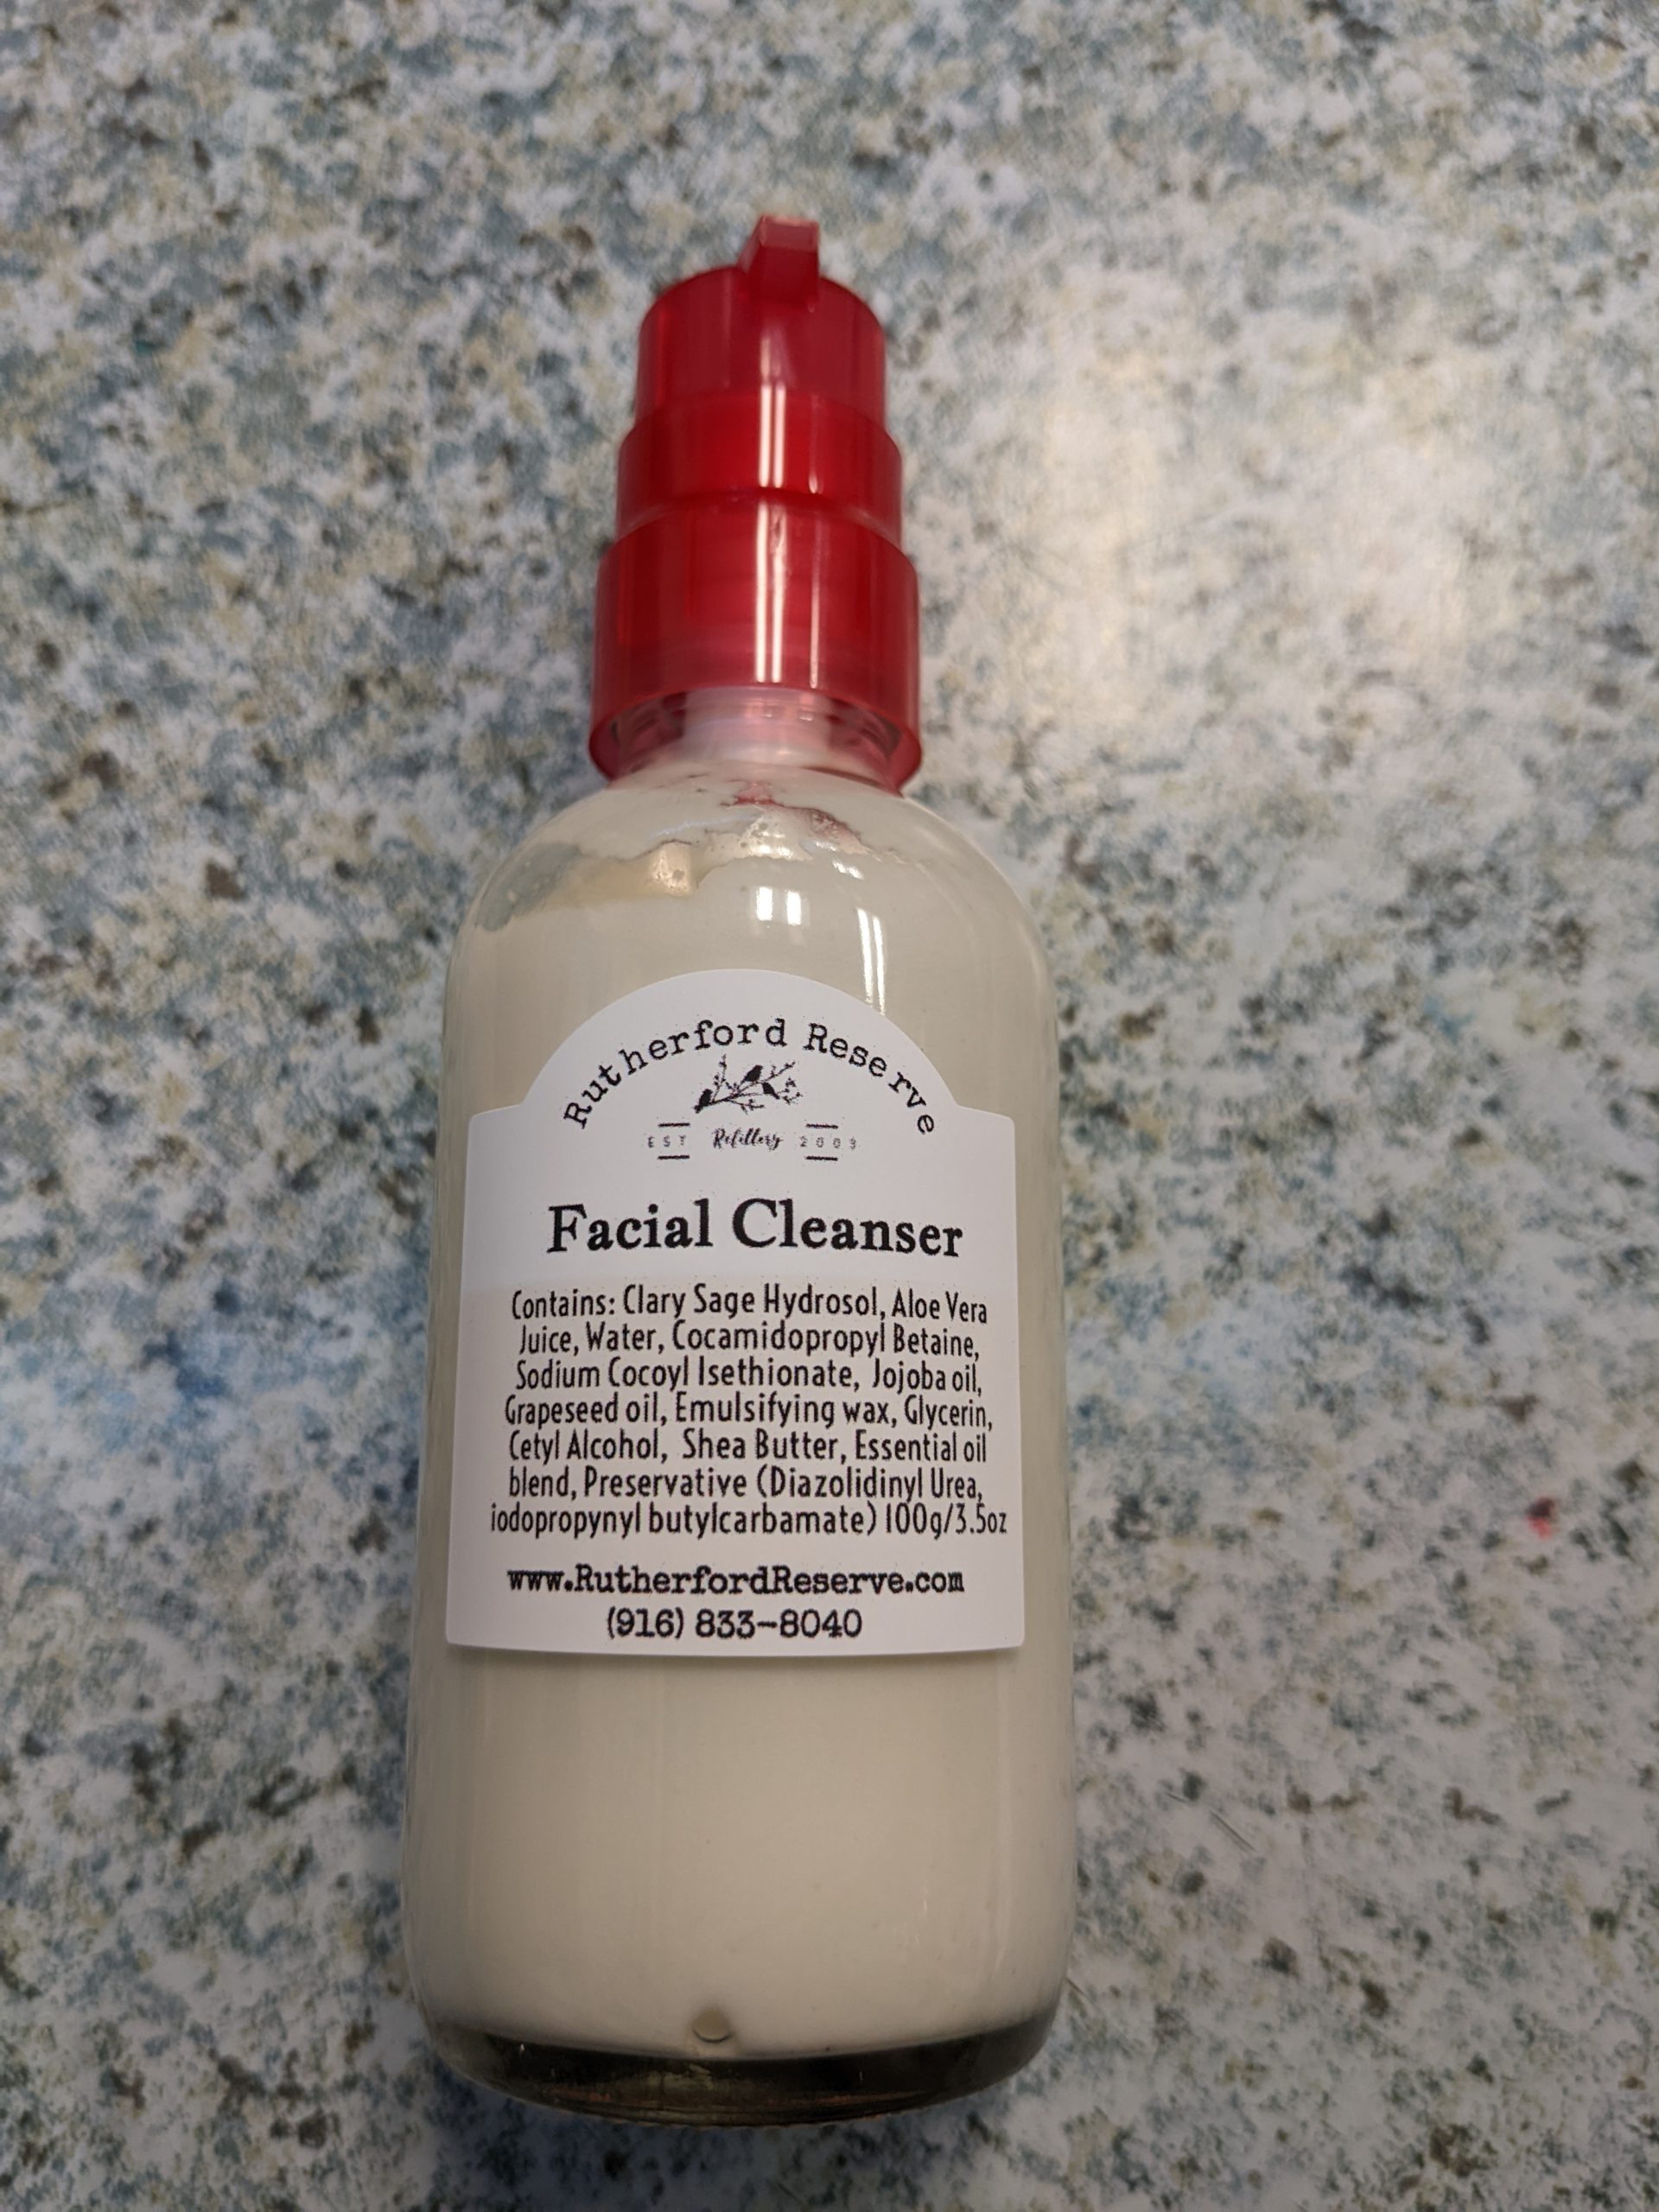 Rutherford Reserve
EST Refillery 2009
Facial Cleanser
Contains: Clary Sage Hydrosol, Aloe Vera
Juice, Water, Cocamidopropyl Betaine,
Sodium Cocoyl Isethionate, Jojoba oil,
Grapeseed oil, Emulsifying wax, Glycerin,
Cetyl Alcohol, Shea Butter, Essential oil
blend, Preservative (Diazolidinyl Urea,
iodopropynyl butylcarbamate) 100g/3.5oz
www.RutherfordReserve.com
(916) 833-8040